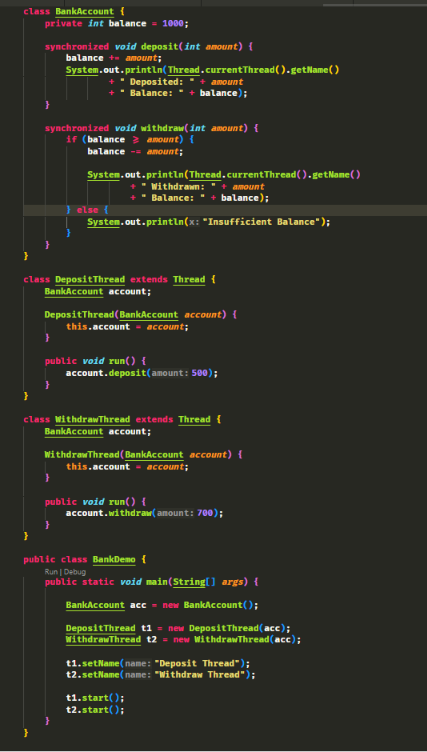 class BankAccount {
    private int balance = 1000;

    synchronized void deposit(int amount) {
        balance += amount;
        System.out.println(Thread.currentThread().getName()
                + " Deposited: " + amount
                + " Balance: " + balance);
    }

    synchronized void withdraw(int amount) {
        if (balance ≥ amount) {
            balance -= amount;

            System.out.println(Thread.currentThread().getName()
                    + " Withdrawn: " + amount
                    + " Balance: " + balance);
        } else {
            System.out.println(x: "Insufficient Balance");
        }
    }
}

class DepositThread extends Thread {
    BankAccount account;

    DepositThread(BankAccount account) {
        this.account = account;
    }

    public void run() {
        account.deposit(amount: 500);
    }
}

class WithdrawThread extends Thread {
    BankAccount account;

    WithdrawThread(BankAccount account) {
        this.account = account;
    }

    public void run() {
        account.withdraw(amount: 700);
    }
}

public class BankDemo {
    Run | Debug
    public static void main(String[] args) {

        BankAccount acc = new BankAccount();

        DepositThread t1 = new DepositThread(acc);
        WithdrawThread t2 = new WithdrawThread(acc);

        t1.setName(name: "Deposit Thread");
        t2.setName(name: "Withdraw Thread");

        t1.start();
        t2.start();
    }
}